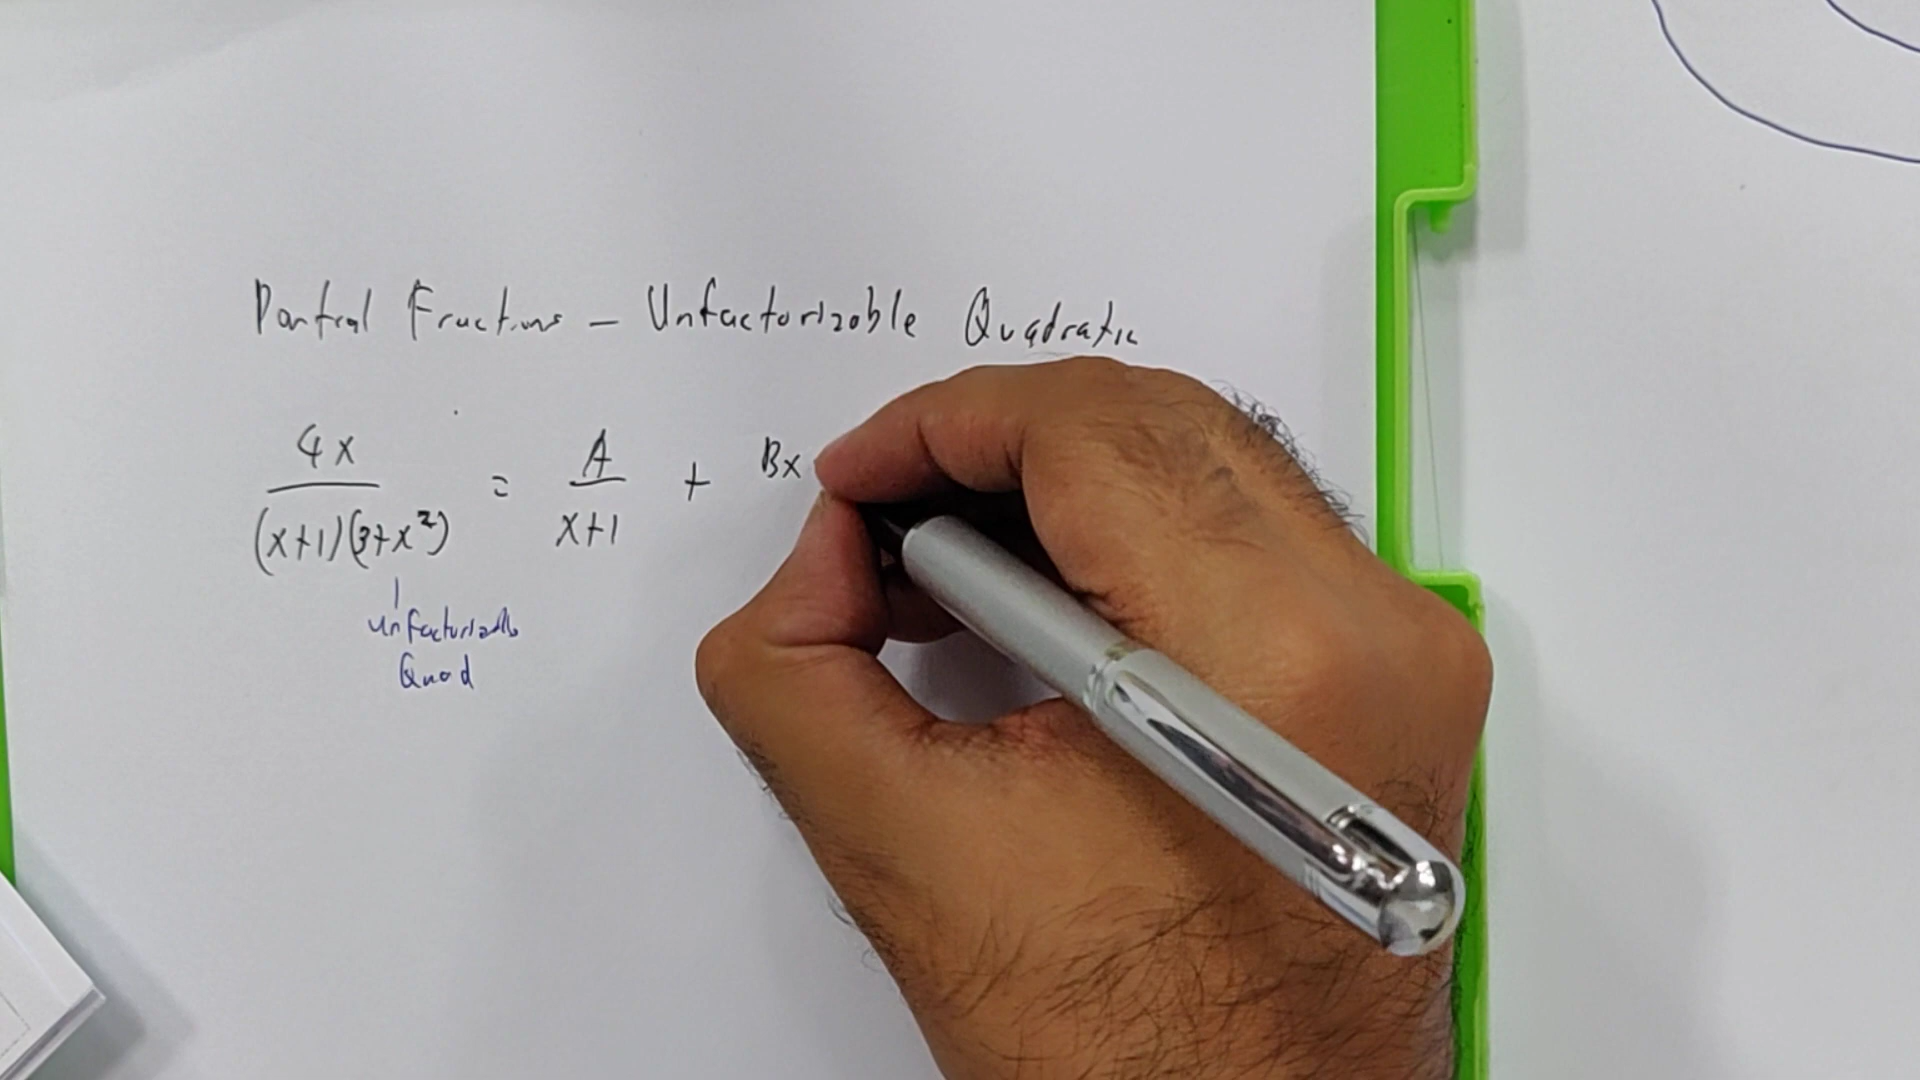 Partial Fractions – Unfactorizable Quadratic
4x / (x+1)(3+x²) = A / x+1 + Bx
unfactorizable
Quad